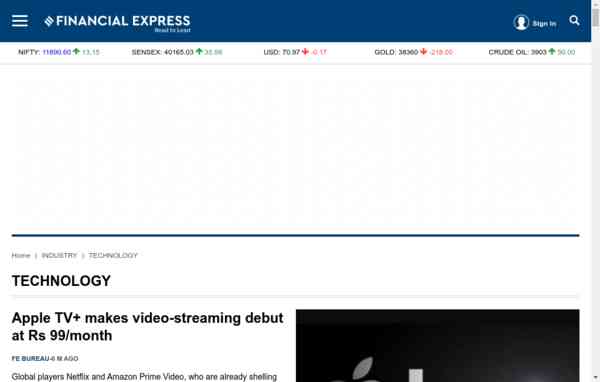 FINANCIAL EXPRESS
Read to Lead
Sign In
NIFTY: 11890.60 13.15 SENSEX: 40165.03 35.98 USD: 70.97 -0.17 GOLD: 38360 -218.00 CRUDE OIL: 3903 50.00
Home | INDUSTRY | TECHNOLOGY
TECHNOLOGY
Apple TV+ makes video-streaming debut
at Rs 99/month
FE BUREAU-6 M AGO
Global players Netflix and Amazon Prime Video, who are already shelling